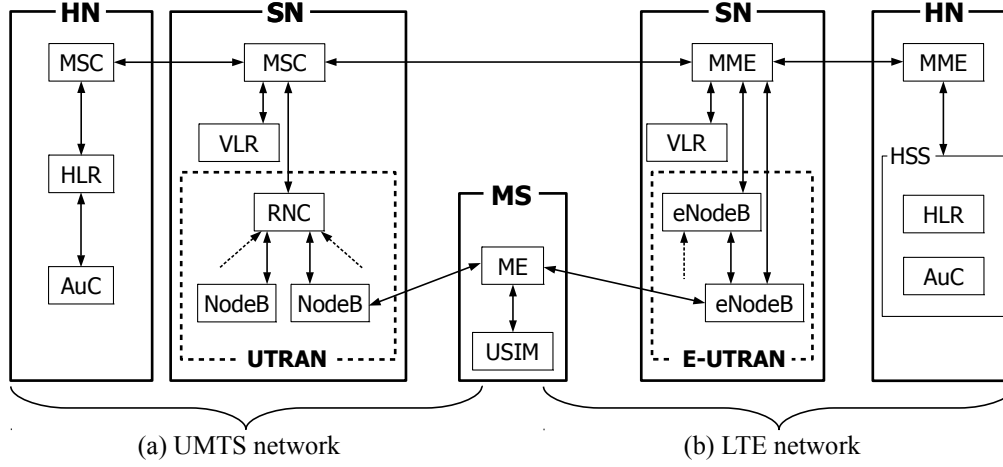 HN
SN
SN
HN
MSC
MSC
MME
MME
VLR
VLR
HSS
HLR
MS
RNC
eNodeB
HLR
ME
AuC
AuC
NodeB
NodeB
eNodeB
USIM
UTRAN
E-UTRAN
(a) UMTS network
(b) LTE network